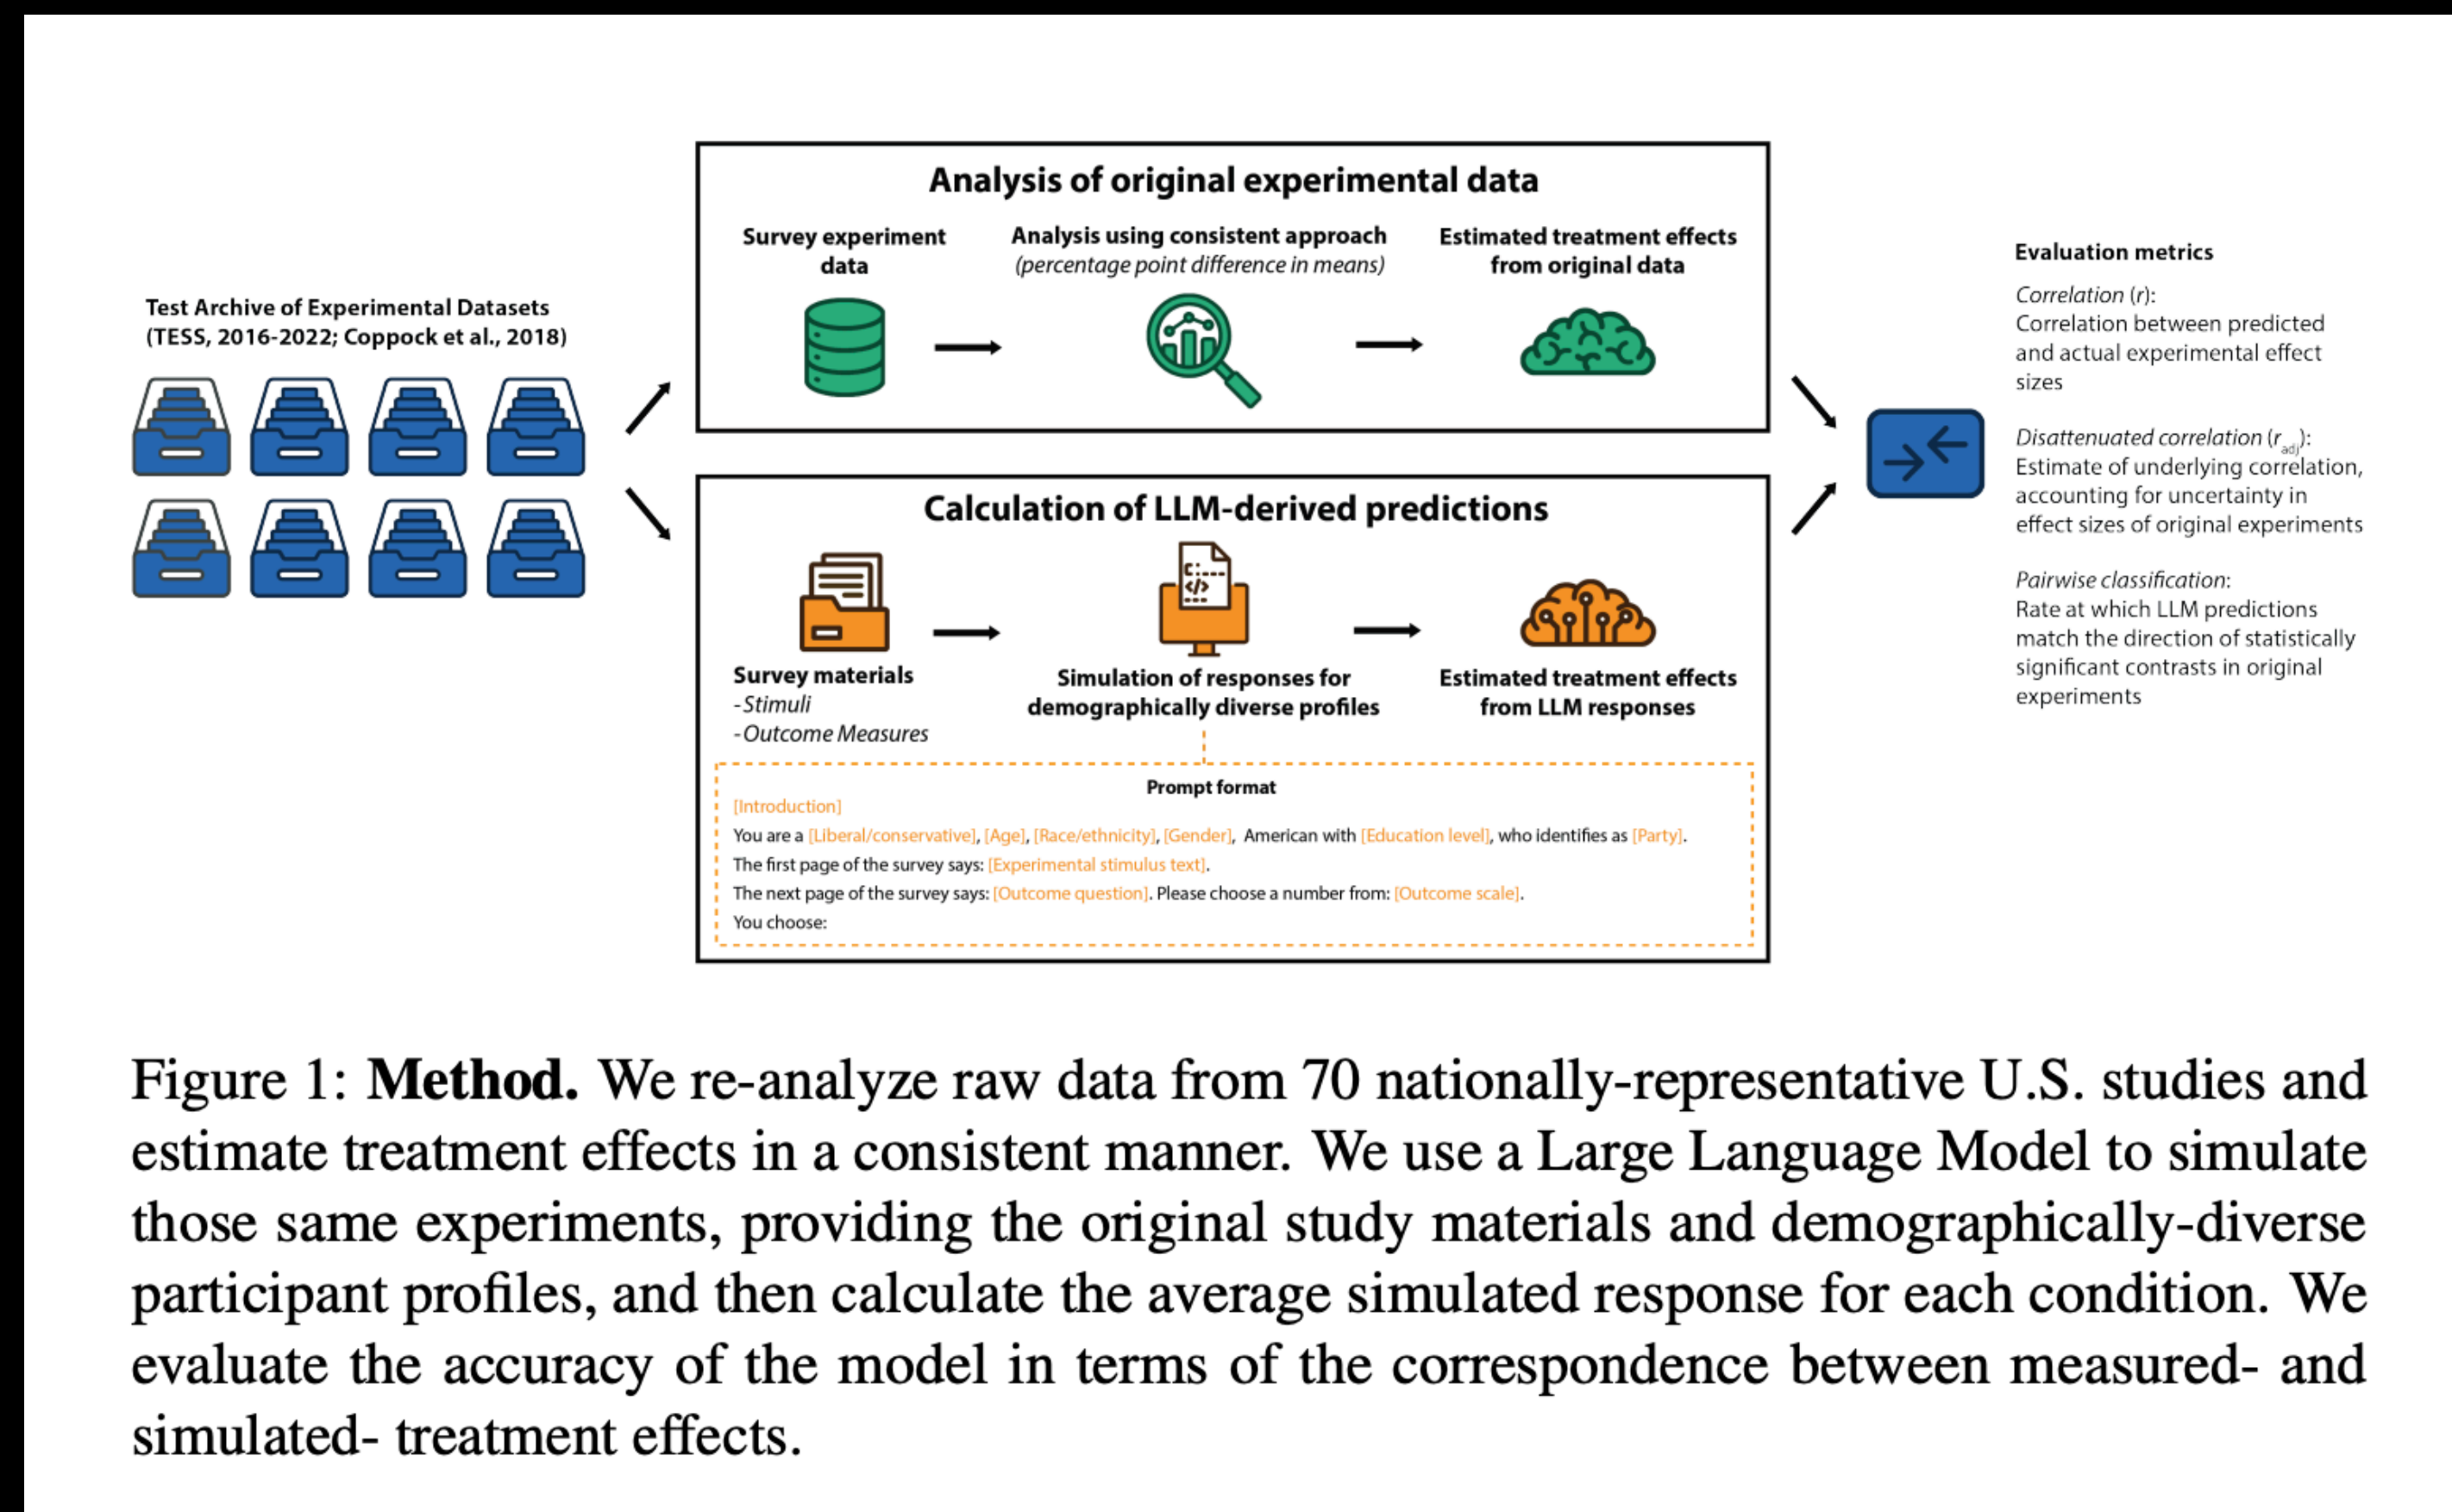 Test Archive of Experimental Datasets
(TESS, 2016-2022; Coppock et al., 2018)
Analysis of original experimental data
Survey experiment
data
Analysis using consistent approach
(percentage point difference in means)
Estimated treatment effects
from original data
Calculation of LLM-derived predictions
Survey materials
-Stimuli
-Outcome Measures
Simulation of responses for
demographically diverse profiles
Estimated treatment effects
from LLM responses
Prompt format
[Introduction]
You are a [Liberal/conservative], [Age], [Race/ethnicity], [Gender], American with [Education level], who identifies as [Party].
The first page of the survey says: [Experimental stimulus text].
The next page of the survey says: [Outcome question]. Please choose a number from: [Outcome scale].
You choose:
Evaluation metrics
Correlation (r):
Correlation between predicted
and actual experimental effect
sizes
Disattenuated correlation (r_adj):
Estimate of underlying correlation,
accounting for uncertainty in
effect sizes of original experiments
Pairwise classification:
Rate at which LLM predictions
match the direction of statistically
significant contrasts in original
experiments
Figure 1: Method. We re-analyze raw data from 70 nationally-representative U.S. studies and
estimate treatment effects in a consistent manner. We use a Large Language Model to simulate
those same experiments, providing the original study materials and demographically-diverse
participant profiles, and then calculate the average simulated response for each condition. We
evaluate the accuracy of the model in terms of the correspondence between measured- and
simulated- treatment effects.